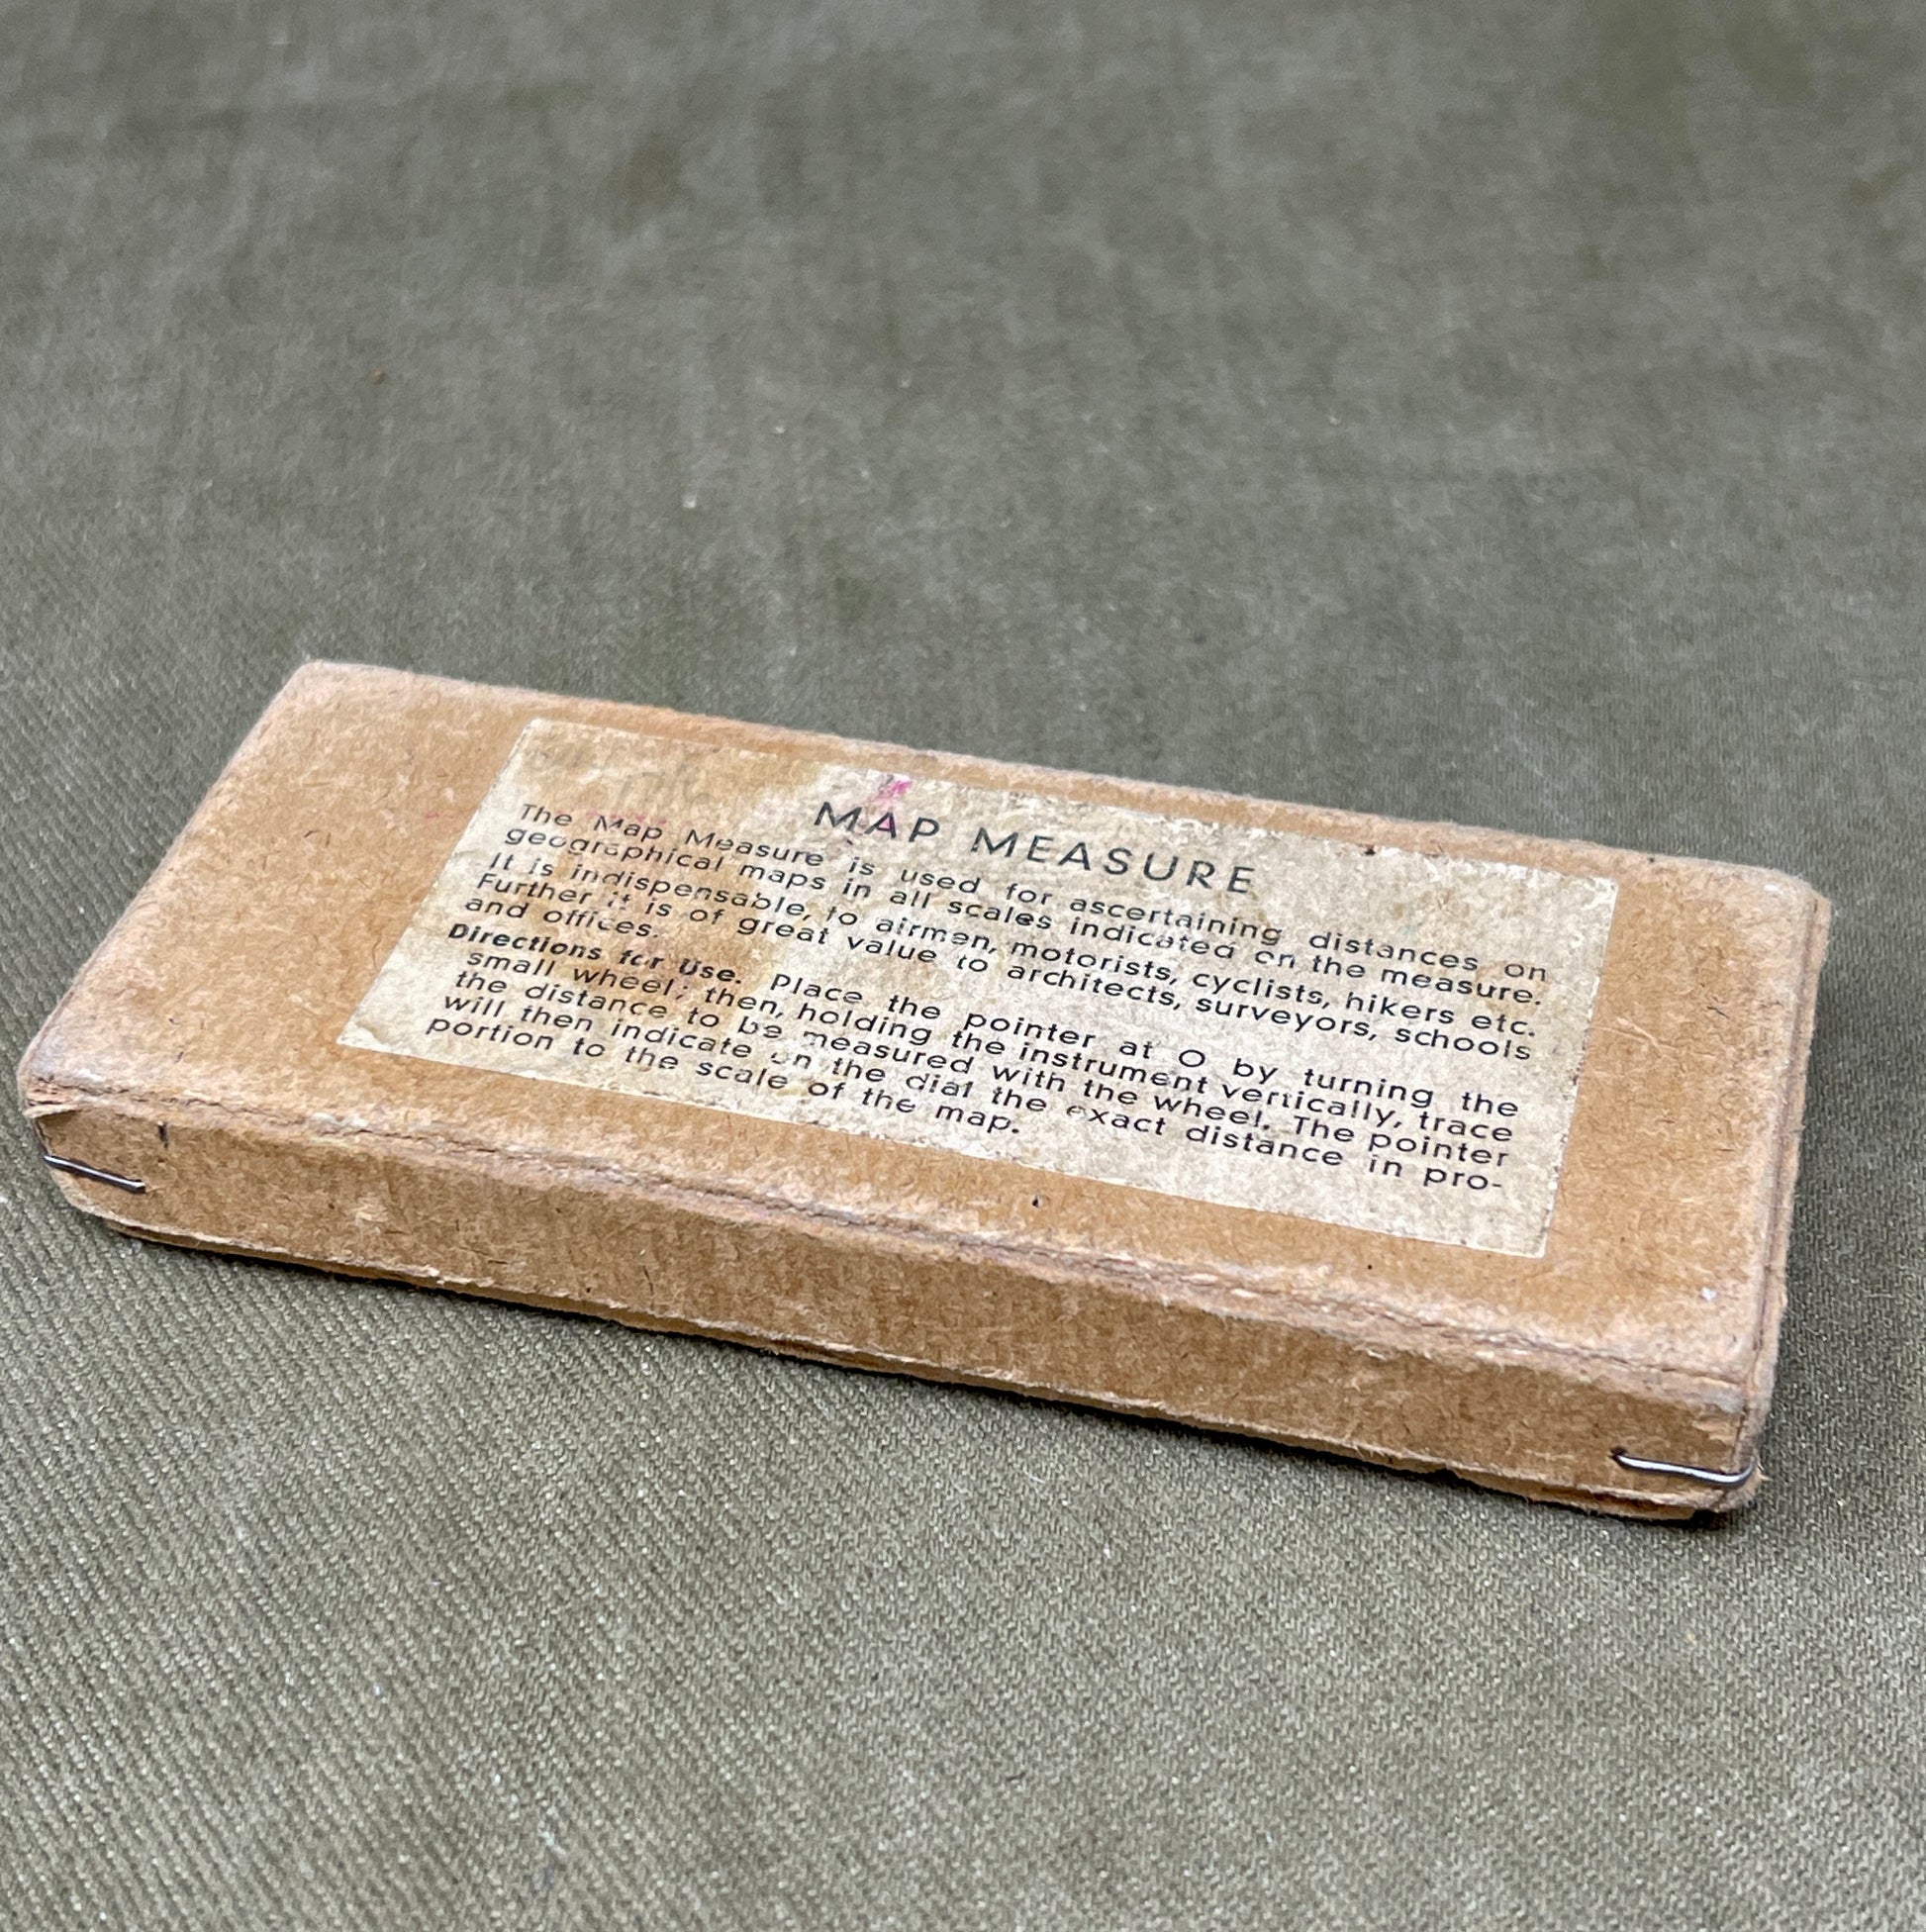 MAP MEASURE
The Map Measure is used for ascertaining distances on
geographical maps in all scales indicated on the measure.
It is indispensable, to airmen, motorists, cyclists, hikers etc.
Further it is of great value to architects, surveyors, schools
and offices.
Directions for Use. Place the pointer at O by turning the
small wheel; then, holding the instrument vertically, trace
the distance to be measured with the wheel. The pointer
will then indicate on the dial the exact distance in pro-
portion to the scale of the map.